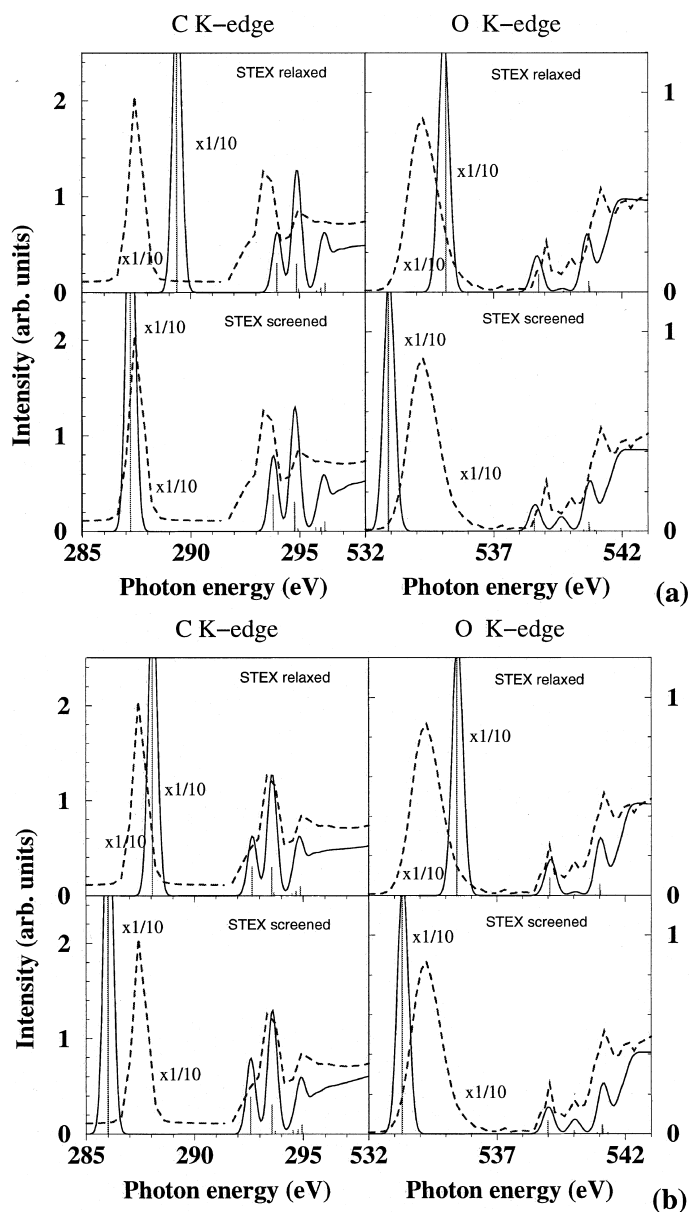 C K-edge O K-edge
STEX relaxed STEX relaxed
2 1
x1/10 x1/10
1
x1/10 x1/10
0 0
STEX screened STEX screened
x1/10 x1/10
2 1
1
x1/10 x1/10
0 0
285 290 295 532 537 542
Intensity (arb. units)
Photon energy (eV) Photon energy (eV) (a)
C K-edge O K-edge
STEX relaxed STEX relaxed
2 1
x1/10 x1/10
1
x1/10 x1/10
0 0
STEX screened STEX screened
x1/10 x1/10
2 1
1
x1/10 x1/10
0 0
285 290 295 532 537 542
Intensity (arb. units)
Photon energy (eV) Photon energy (eV) (b)